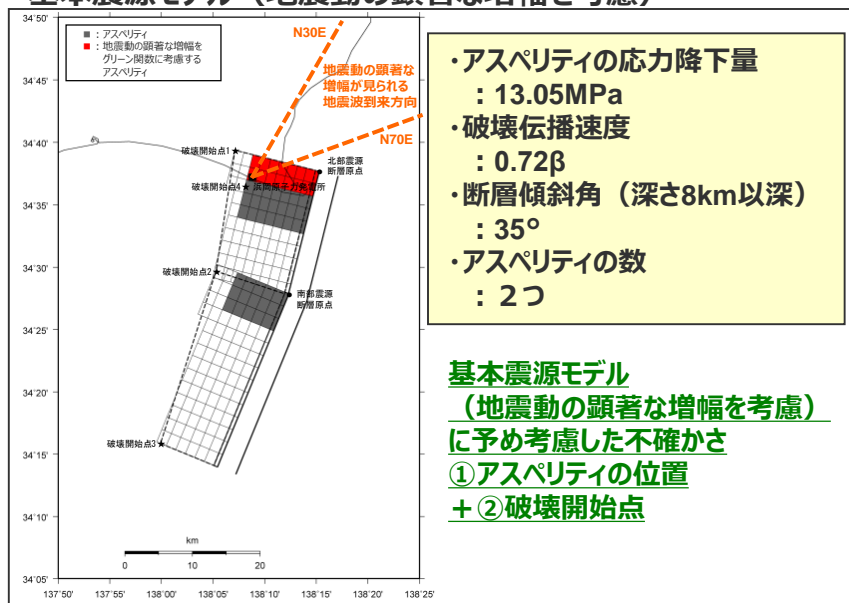 基本震源モデル（地震動の顕著な増幅を考慮）
■：アスペリティ
■：地震動の顕著な増幅を
グリーン関数に考慮する
アスペリティ
N30E
地震動の顕著な
増幅が見られる
地震波到来方向
N70E
破壊開始点1
北部震源
断層原点
破壊開始点4
浜岡原子力発電所
破壊開始点2
南部震源
断層原点
破壊開始点3
km
0 10 20
34°50'
34°45'
34°40'
34°35'
34°30'
34°25'
34°20'
34°15'
34°10'
34°05'
137°50' 137°55' 138°00' 138°05' 138°10' 138°15' 138°20' 138°25'
・アスペリティの応力降下量
：13.05MPa
・破壊伝播速度
：0.72β
・断層傾斜角（深さ8km以深）
：35°
・アスペリティの数
：２つ
基本震源モデル
（地震動の顕著な増幅を考慮）
に予め考慮した不確かさ
①アスペリティの位置
＋②破壊開始点